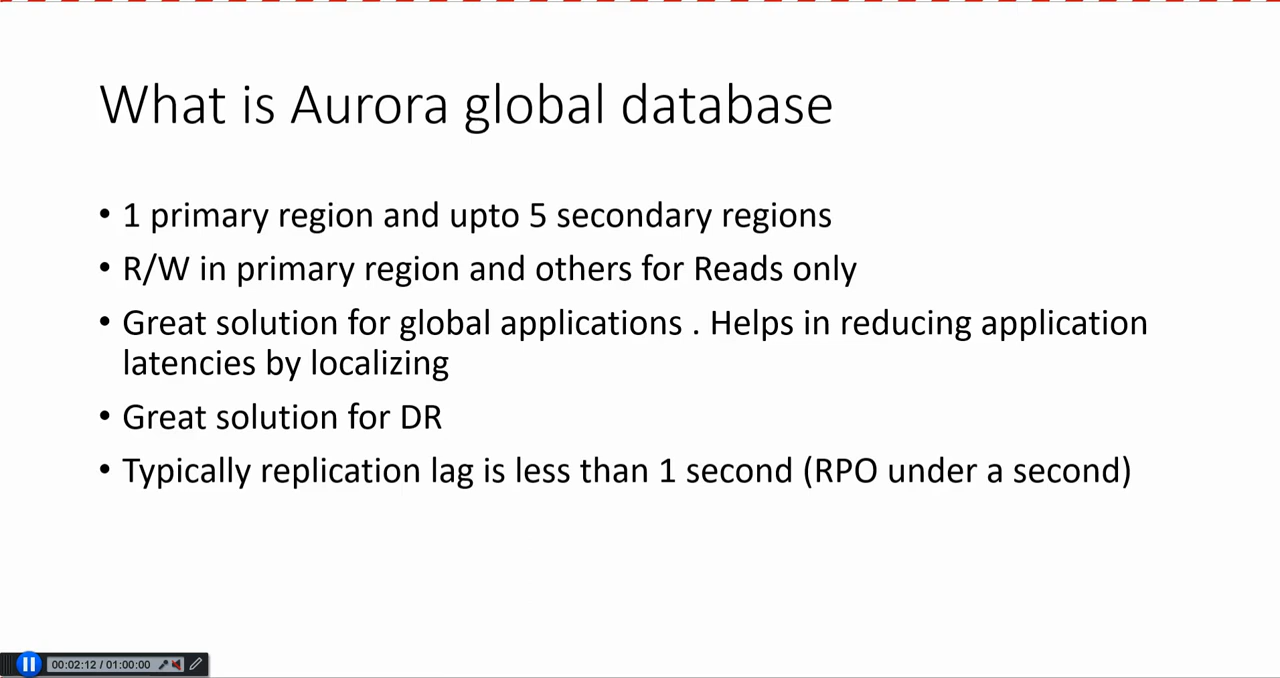 What is Aurora global database
• 1 primary region and upto 5 secondary regions
• R/W in primary region and others for Reads only
• Great solution for global applications . Helps in reducing application
latencies by localizing
• Great solution for DR
• Typically replication lag is less than 1 second (RPO under a second)
00:02:12 / 01:00:00